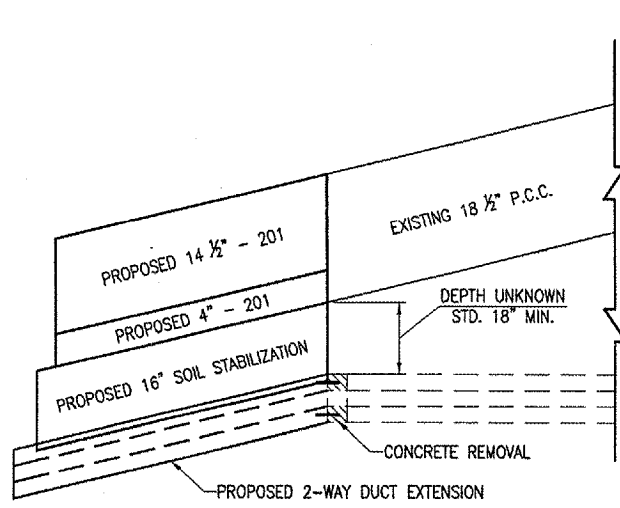 EXISTING 18 ½" P.C.C.
PROPOSED 14 ½" - 201
PROPOSED 4" - 201
DEPTH UNKNOWN
STD. 18" MIN.
PROPOSED 16" SOIL STABILIZATION
CONCRETE REMOVAL
PROPOSED 2-WAY DUCT EXTENSION